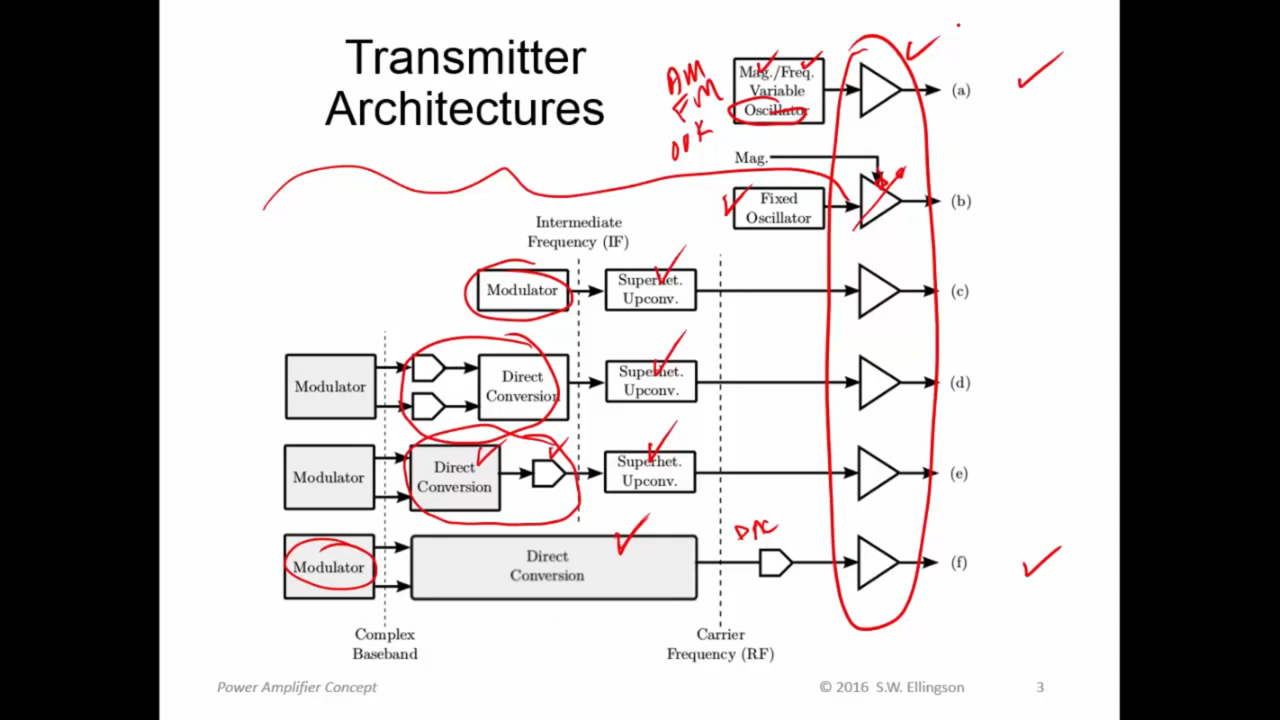 Transmitter
Architectures
AM
FM
OOK
Mag./Freq.
Variable
Oscillator
(a)
Mag.
Fixed
Oscillator
(b)
Intermediate
Frequency (IF)
Modulator
Superhet.
Upconv.
(c)
Modulator
Direct
Conversion
Superhet.
Upconv.
(d)
Modulator
Direct
Conversion
Superhet.
Upconv.
(e)
DAC
Modulator
Direct
Conversion
(f)
Complex
Baseband
Carrier
Frequency (RF)
Power Amplifier Concept
© 2016 S.W. Ellingson
3